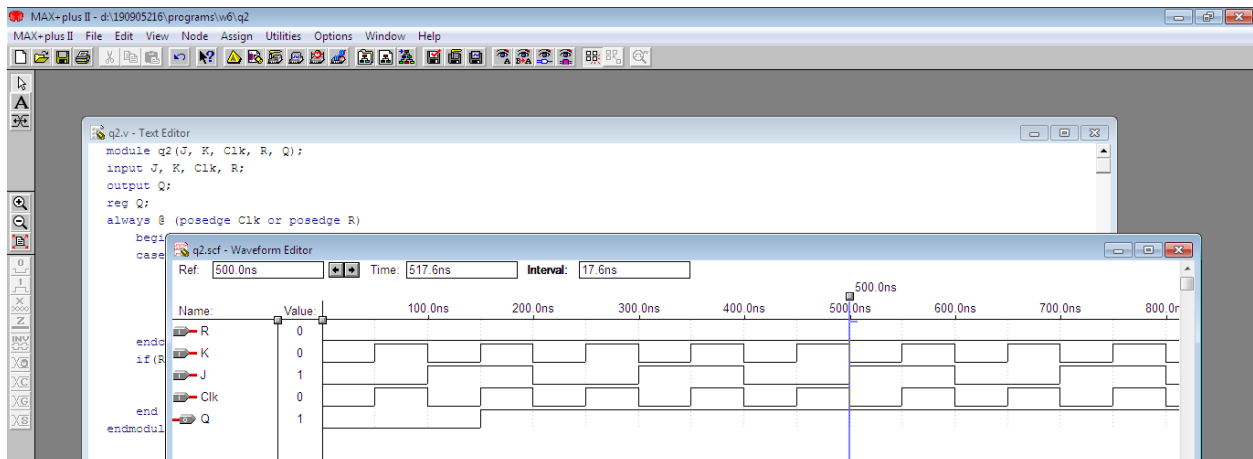 MAX+plus II - d:\190905216\programs\w6\q2
MAX+plus II File Edit View Node Assign Utilities Options Window Help
q2.v - Text Editor
module q2(J, K, Clk, R, Q);
input J, K, Clk, R;
output Q;
reg Q;
always @ (posedge Clk or posedge R)
begi
case
q2.scf - Waveform Editor
Ref: 500.0ns Time: 517.6ns Interval: 17.6ns
500.0ns
Name: Value: 100.0ns 200.0ns 300.0ns 400.0ns 500.0ns 600.0ns 700.0ns 800.0n
R 0
endc
K 0
if(R
J 1
Clk 0
end
Q 1
endmodul